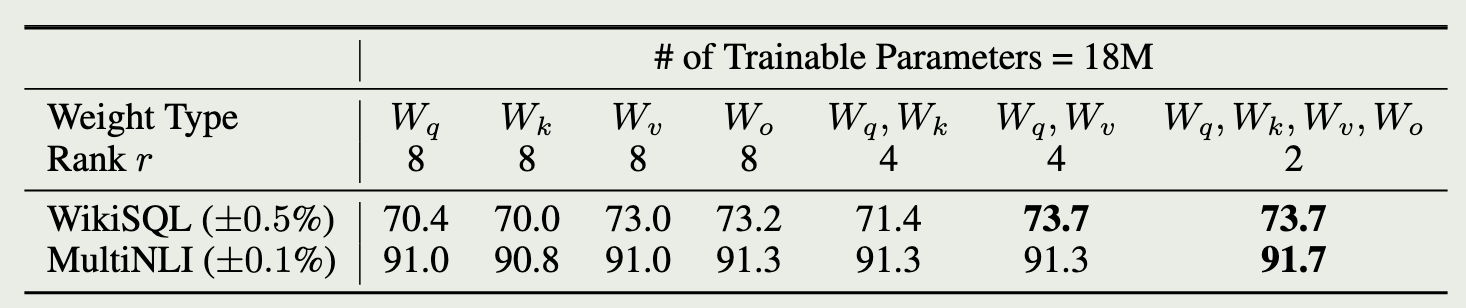 # of Trainable Parameters = 18M
Weight Type W_q W_k W_v W_o W_q, W_k W_q, W_v W_q, W_k, W_v, W_o
Rank r 8 8 8 8 4 4 2
WikiSQL (±0.5%) 70.4 70.0 73.0 73.2 71.4 73.7 73.7
MultiNLI (±0.1%) 91.0 90.8 91.0 91.3 91.3 91.3 91.7